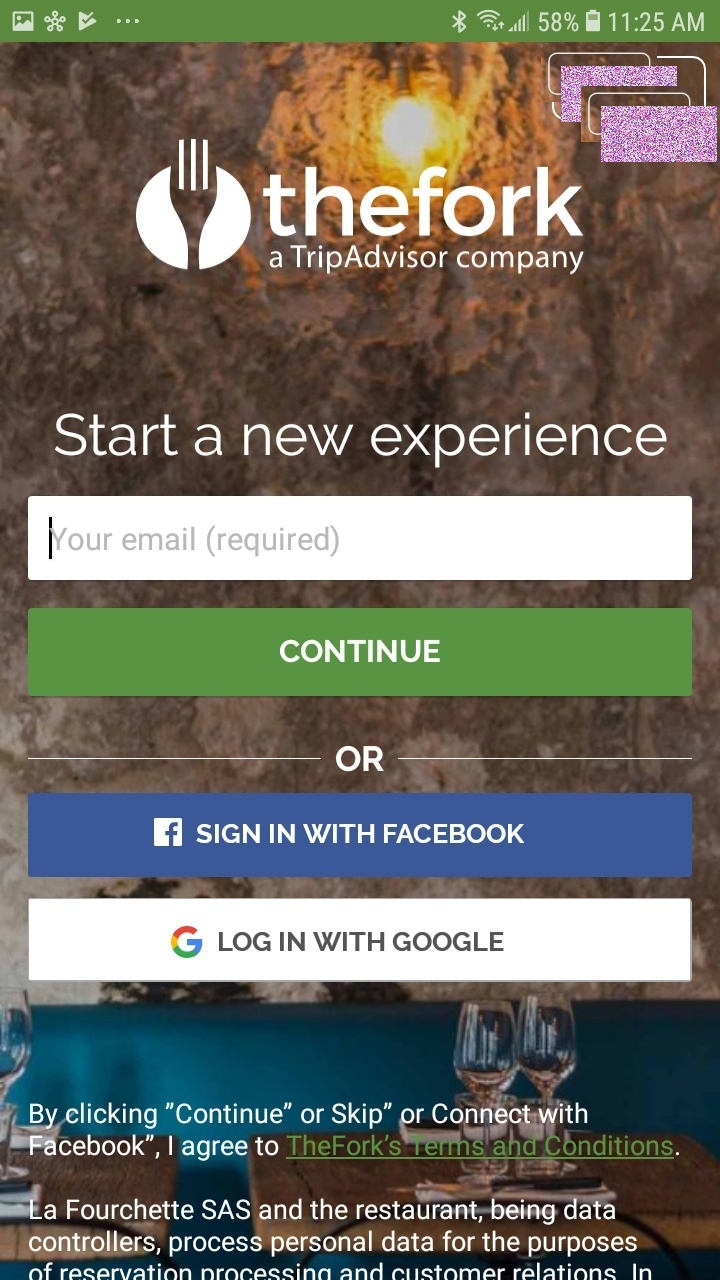 58% 11:25 AM
thefork
a TripAdvisor company
Start a new experience
Your email (required)
CONTINUE
OR
SIGN IN WITH FACEBOOK
LOG IN WITH GOOGLE
By clicking ”Continue” or Skip” or Connect with
Facebook”, I agree to TheFork’s Terms and Conditions.
La Fourchette SAS and the restaurant, being data
controllers, process personal data for the purposes
of reservation processing and customer relations. In